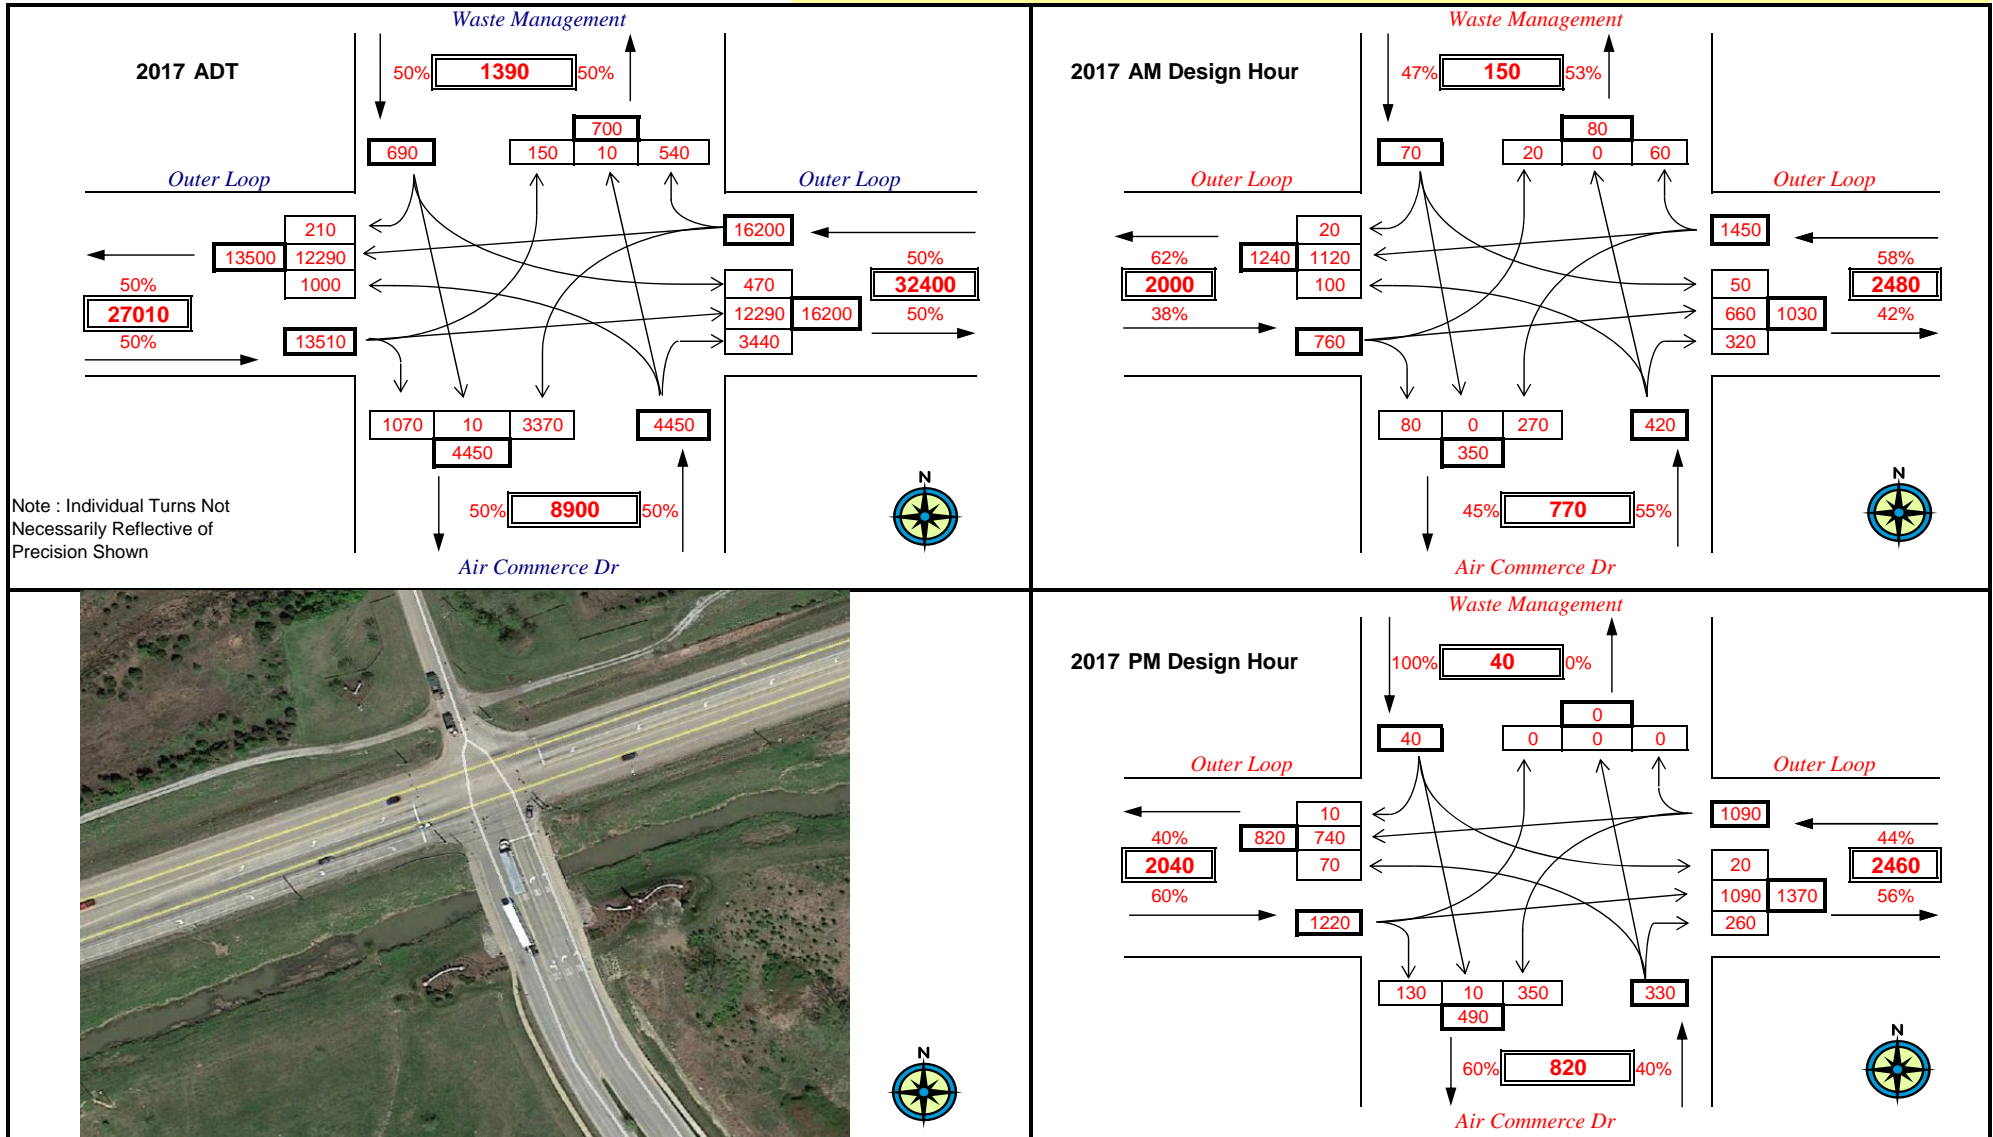 Waste Management
2017 ADT
50% 1390 50%
700
690 150 10 540
Outer Loop Outer Loop
210 16200
13500 12290 50%
50% 1000 470 32400
27010 12290 16200 50%
50% 13510 3440
1070 10 3370 4450
4450
Note : Individual Turns Not
Necessarily Reflective of
Precision Shown
50% 8900 50%
N
Air Commerce Dr
Waste Management
2017 AM Design Hour
47% 150 53%
80
70 20 0 60
Outer Loop Outer Loop
20 1450
62% 1240 1120 58%
2000 100 50 2480
38% 660 1030 42%
760 320
80 0 270 420
350
N
45% 770 55%
Air Commerce Dr
N
Waste Management
2017 PM Design Hour
100% 40 0%
0
40 0 0 0
Outer Loop Outer Loop
10 1090
40% 820 740 44%
2040 70 20 2460
60% 1090 1370 56%
1220 260
130 10 350 330
490
N
60% 820 40%
Air Commerce Dr